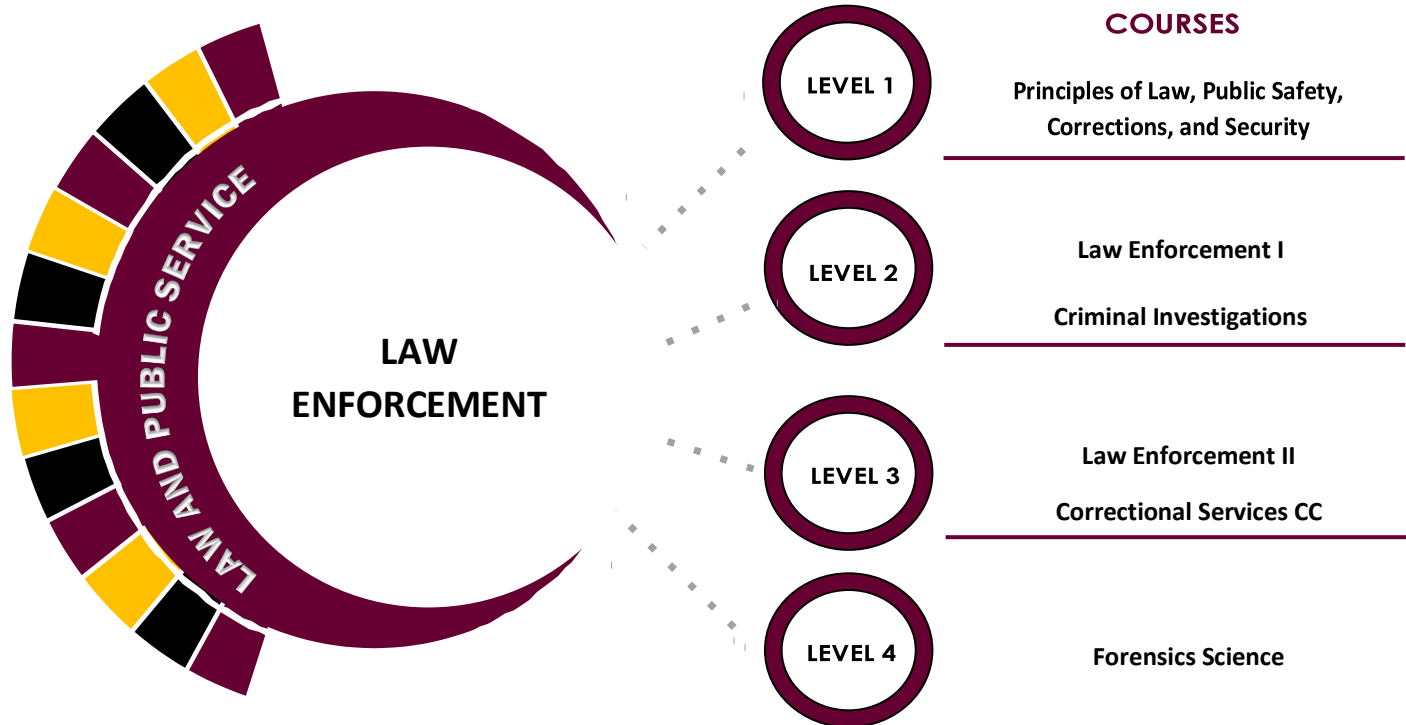 LAW AND PUBLIC SERVICE
LAW
ENFORCEMENT
COURSES
LEVEL 1
Principles of Law, Public Safety,
Corrections, and Security
LEVEL 2
Law Enforcement I
Criminal Investigations
LEVEL 3
Law Enforcement II
Correctional Services CC
LEVEL 4
Forensics Science